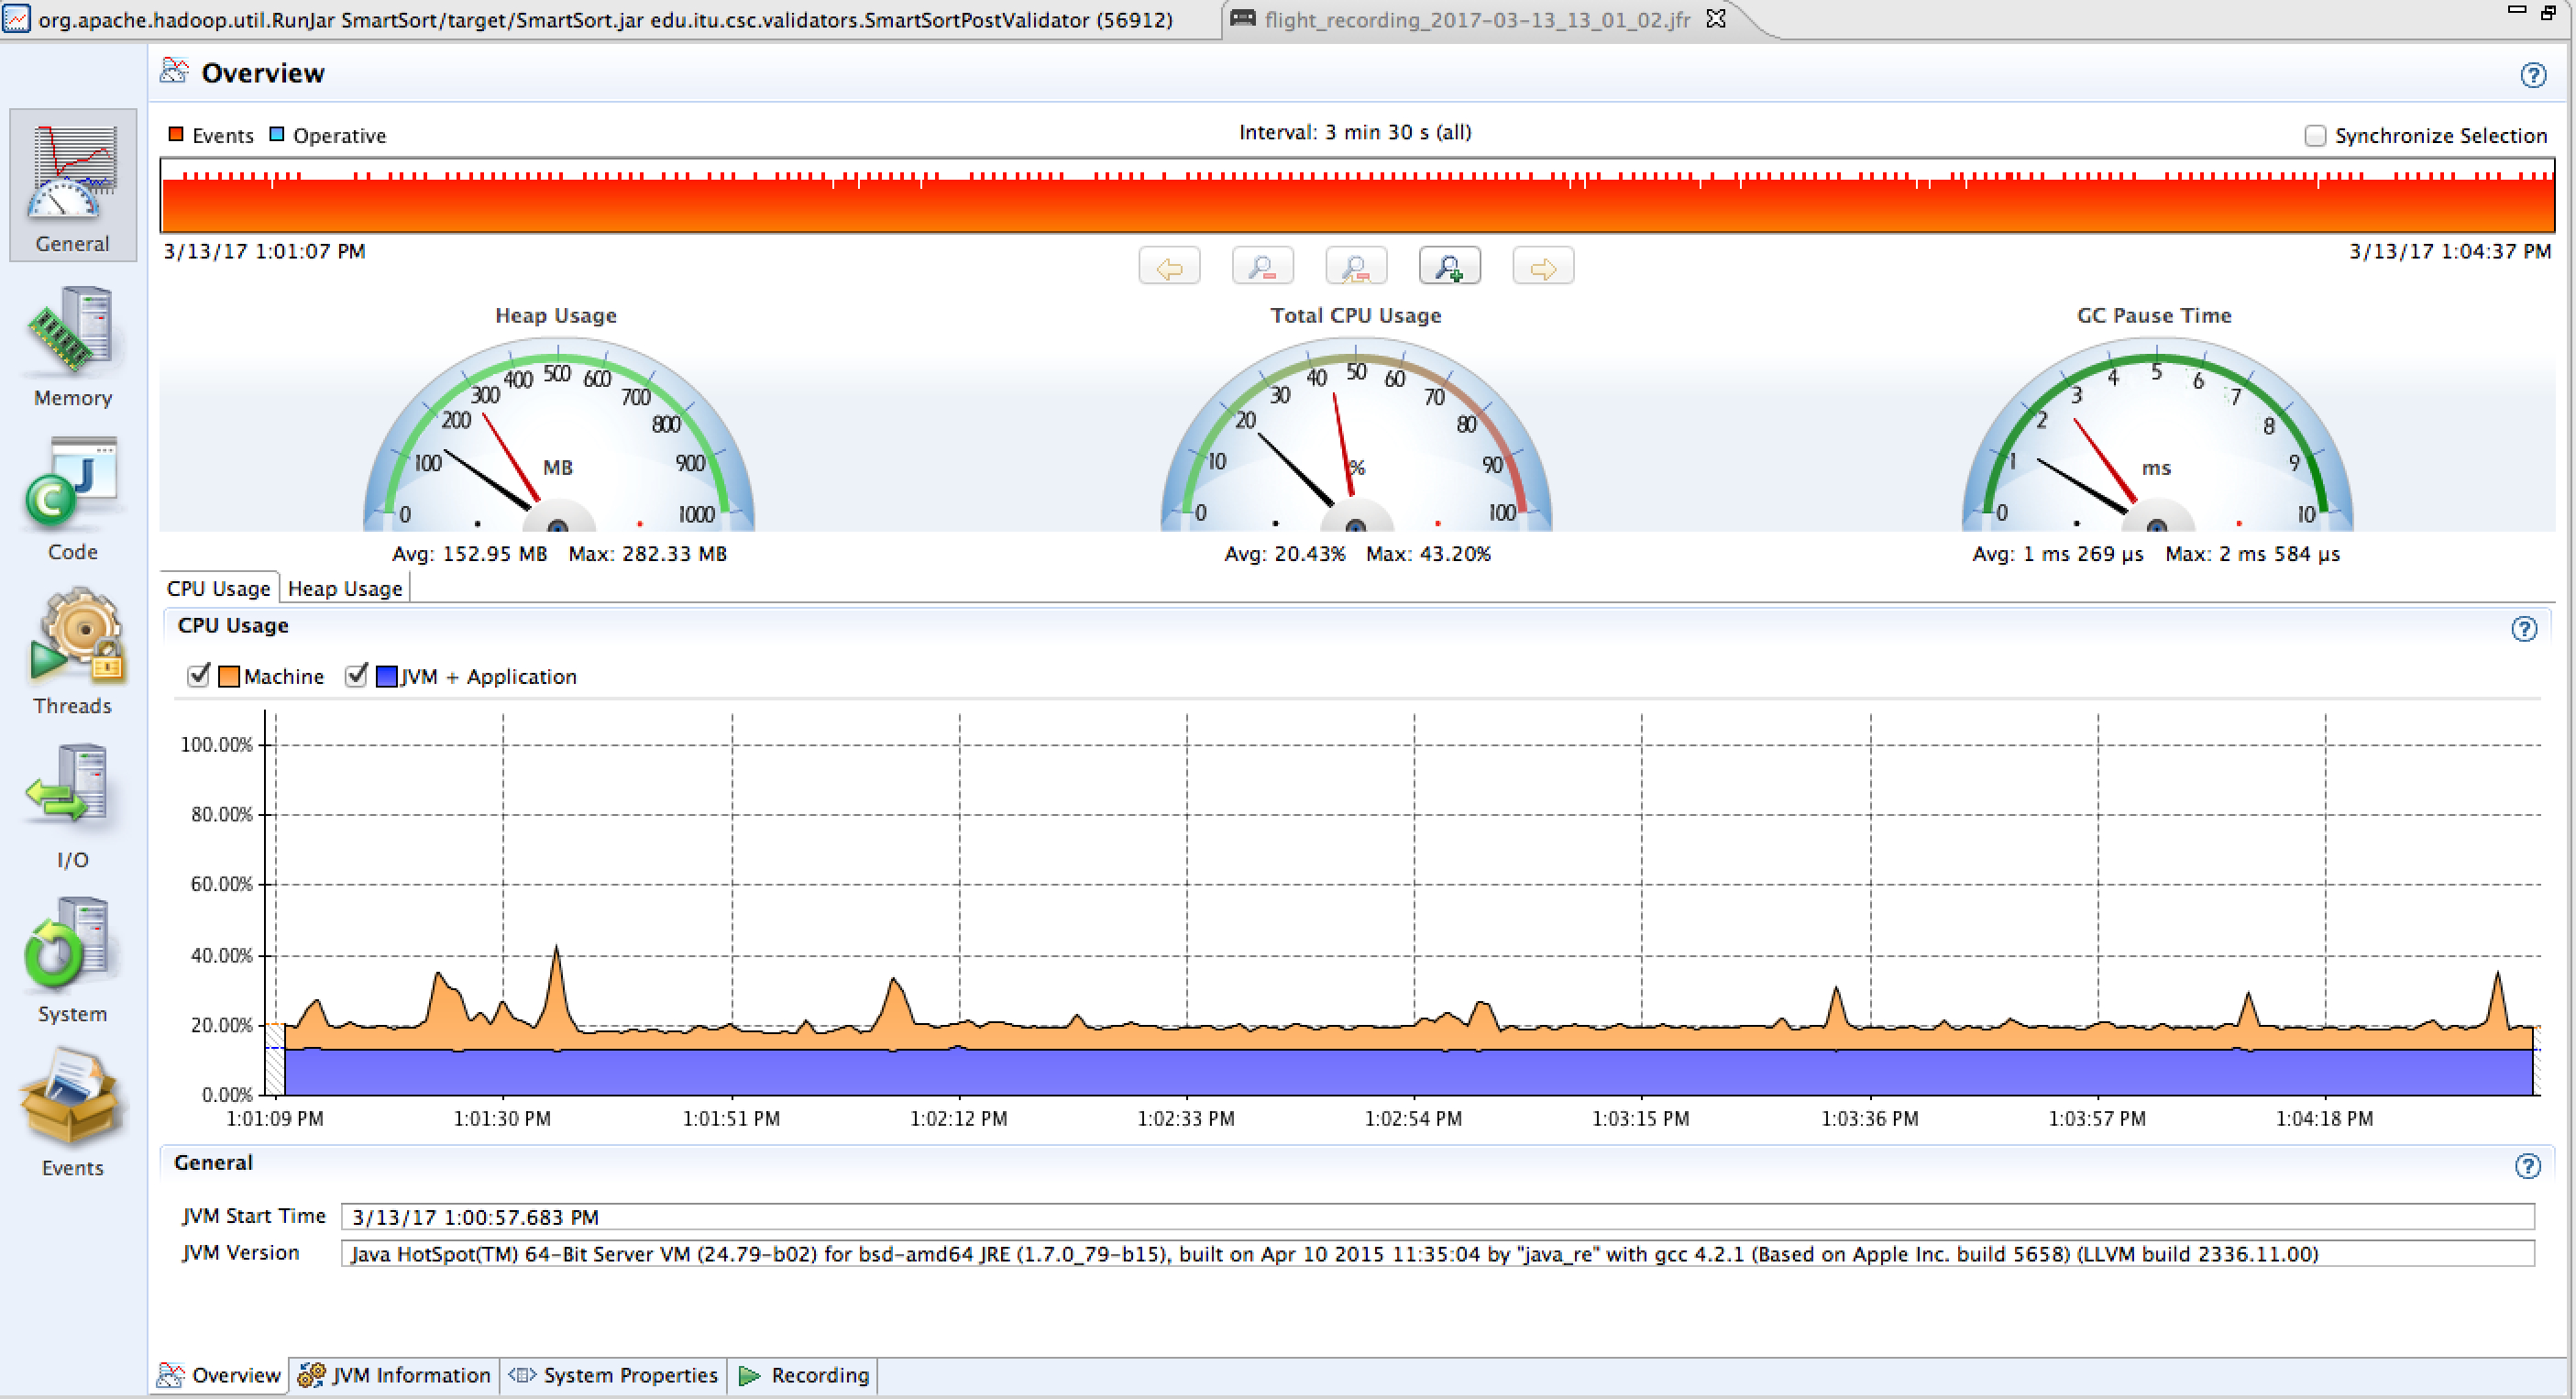 org.apache.hadoop.util.RunJar SmartSort/target/SmartSort.jar edu.itu.csc.validators.SmartSortPostValidator (56912)
flight_recording_2017-03-13_13_01_02.jfr
Overview
Events Operative
Interval: 3 min 30 s (all)
Synchronize Selection
3/13/17 1:01:07 PM
3/13/17 1:04:37 PM
General
Memory
Code
Threads
I/O
System
Events
Heap Usage
0 100 200 300 400 500 600 700 800 900 1000
MB
Avg: 152.95 MB Max: 282.33 MB
Total CPU Usage
0 10 20 30 40 50 60 70 80 90 100
%
Avg: 20.43% Max: 43.20%
GC Pause Time
0 1 2 3 4 5 6 7 8 9 10
ms
Avg: 1 ms 269 µs Max: 2 ms 584 µs
CPU Usage Heap Usage
CPU Usage
Machine JVM + Application
100.00%
80.00%
60.00%
40.00%
20.00%
0.00%
1:01:09 PM 1:01:30 PM 1:01:51 PM 1:02:12 PM 1:02:33 PM 1:02:54 PM 1:03:15 PM 1:03:36 PM 1:03:57 PM 1:04:18 PM
General
JVM Start Time 3/13/17 1:00:57.683 PM
JVM Version Java HotSpot(TM) 64-Bit Server VM (24.79-b02) for bsd-amd64 JRE (1.7.0_79-b15), built on Apr 10 2015 11:35:04 by "java_re" with gcc 4.2.1 (Based on Apple Inc. build 5658) (LLVM build 2336.11.00)
Overview JVM Information System Properties Recording